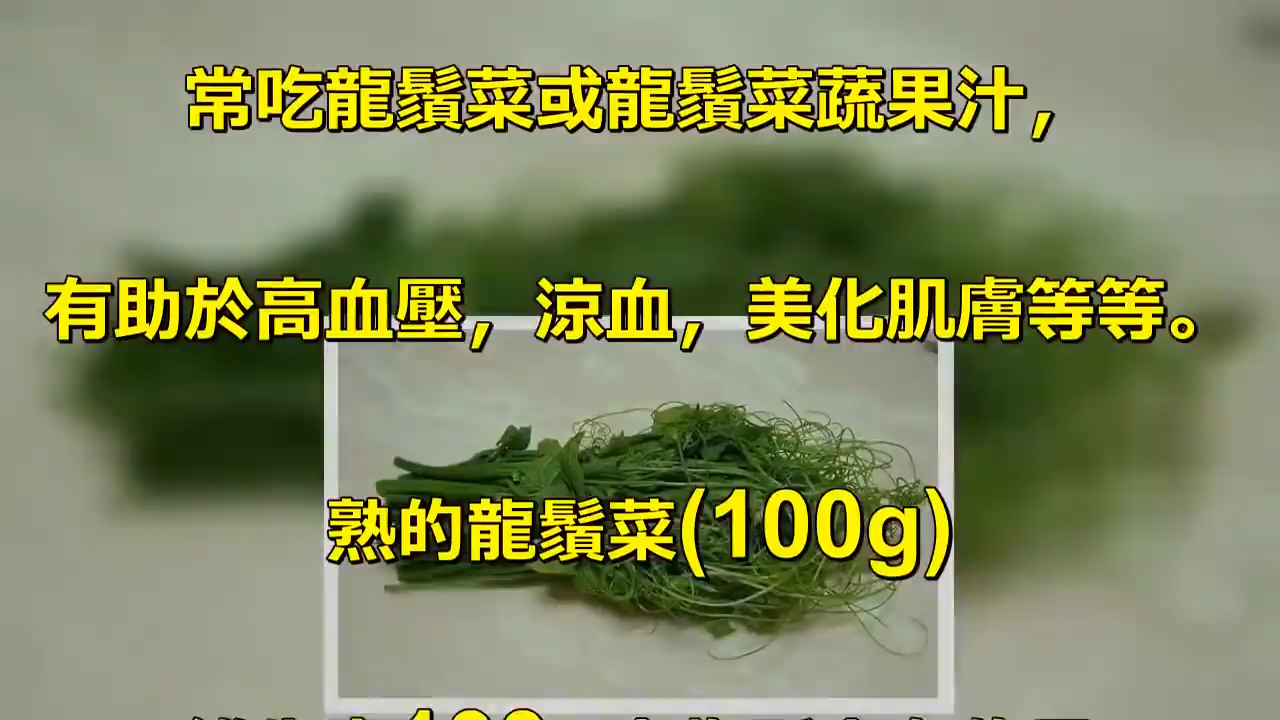 常吃龍鬚菜或龍鬚菜蔬果汁，
有助於高血壓，涼血，美化肌膚等等。
熟的龍鬚菜(100g)